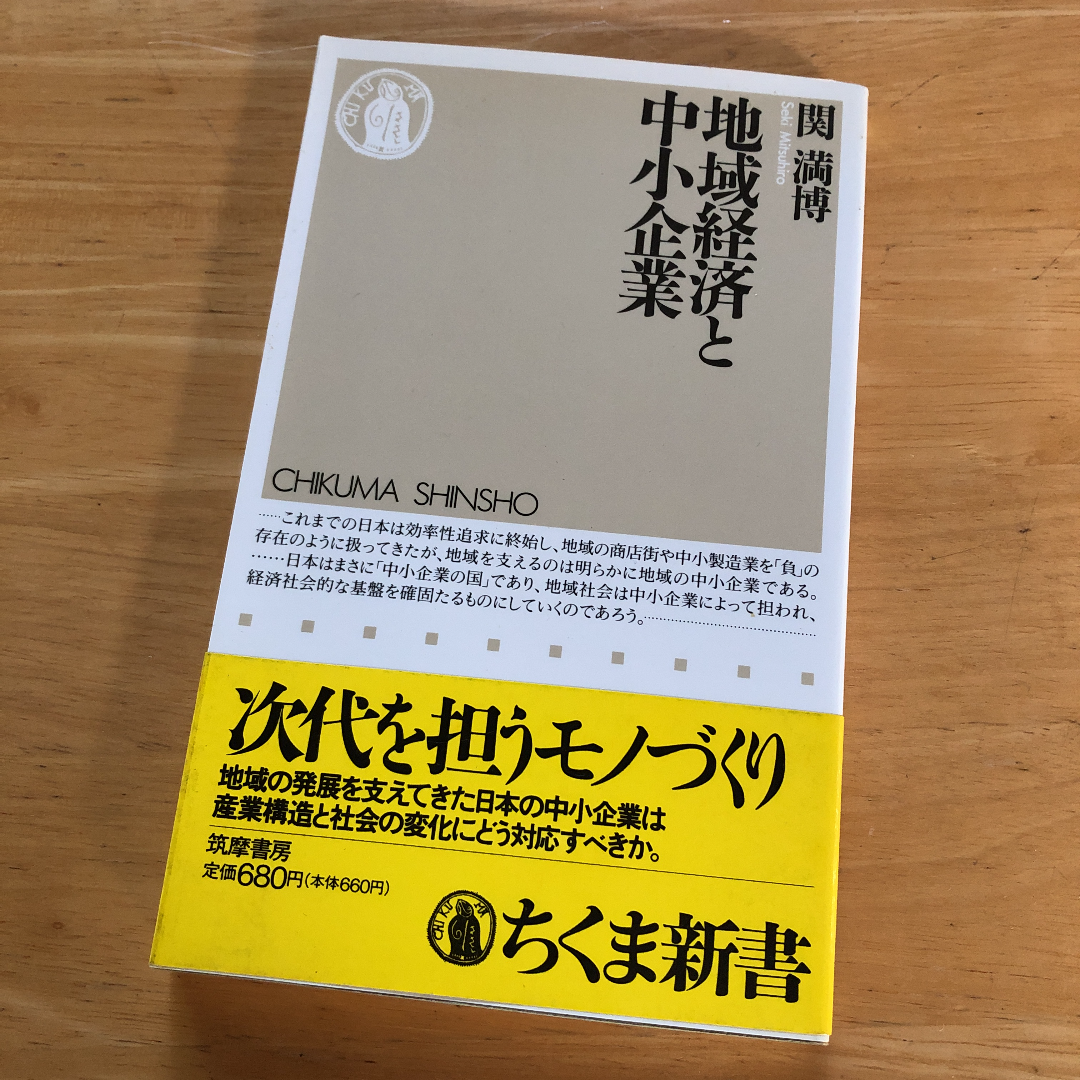 関 満博
Seki Mitsuhiro
地域経済と
中小企業
CHIKUMA
CHIKUMA SHINSHO
……これまでの日本は効率性追求に終始し、地域の商店街や中小製造業を「負」の
存在のように扱ってきたが、地域を支えるのは明らかに地域の中小企業である。
……日本はまさに「中小企業の国」であり、地域社会は中小企業によって担われ、
経済社会的な基盤を確固たるものにしていくのであろう。……………………
次代を担うモノづくり
地域の発展を支えてきた日本の中小企業は
産業構造と社会の変化にどう対応すべきか。
筑摩書房
定価680円(本体660円)
CHIKUMA
ちくま新書